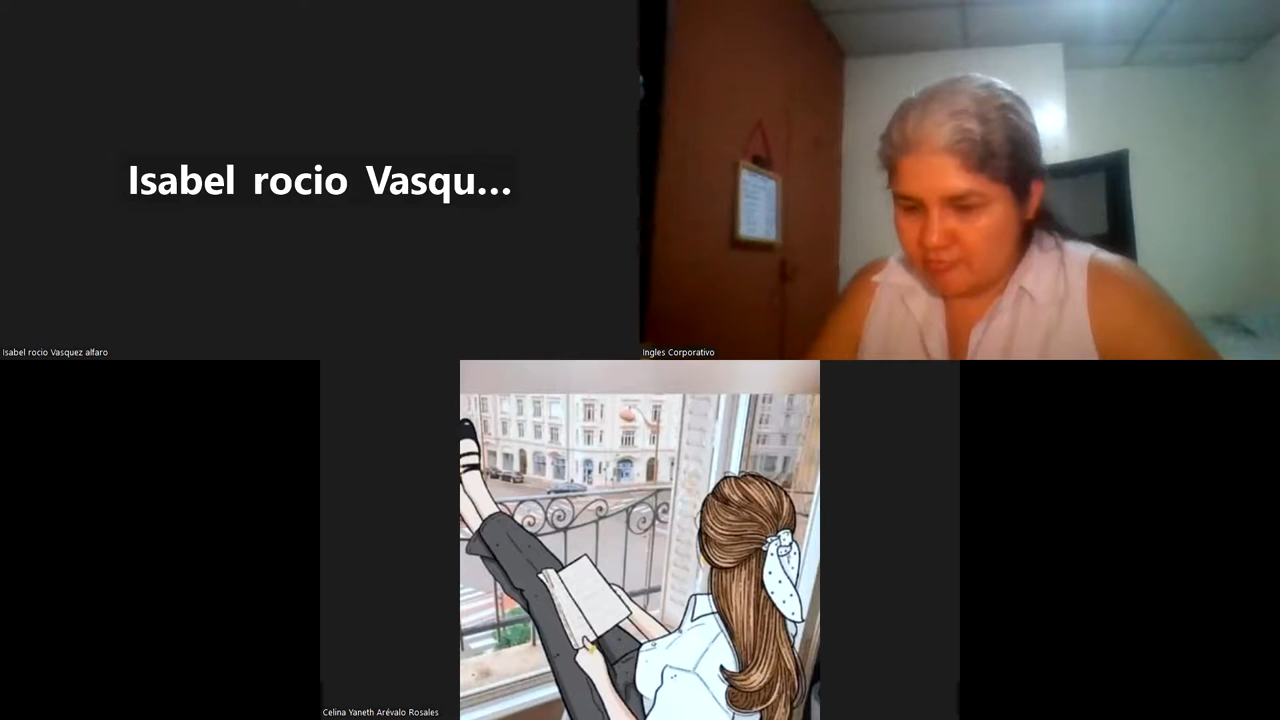 Isabel rocio Vasqu...
Isabel rocio Vasquez alfaro
Ingles Corporativo
Celina Yaneth Arévalo Rosales